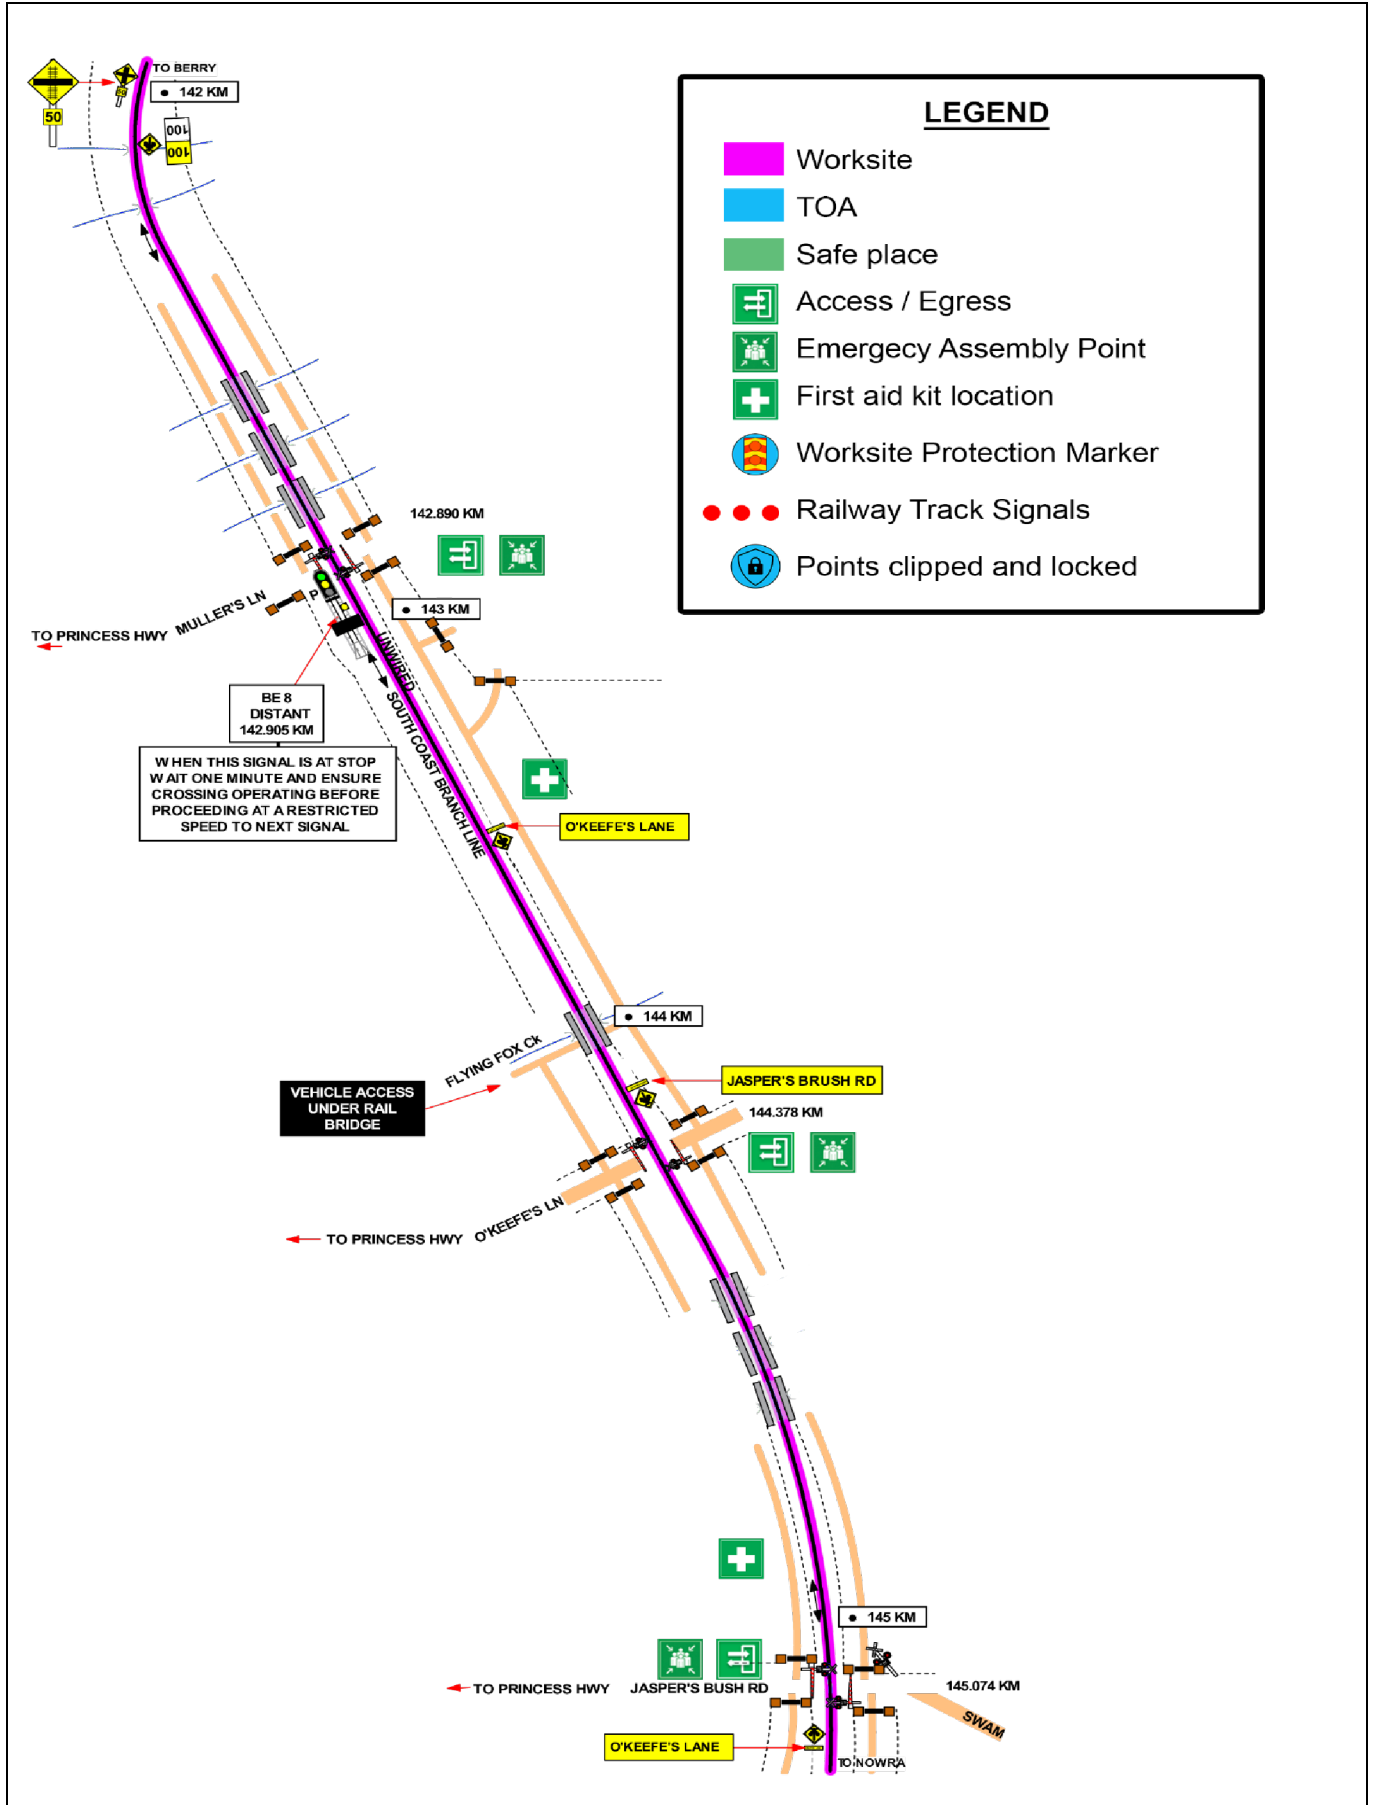 TO BERRY
142 KM
50
100
100
LEGEND
Worksite
TOA
Safe place
Access / Egress
Emergecy Assembly Point
First aid kit location
Worksite Protection Marker
Railway Track Signals
Points clipped and locked
142.890 KM
MULLER'S LN
P
143 KM
TO PRINCESS HWY
UNWIRED
BE 8
DISTANT
142.905 KM
SOUTH COAST BRANCH LINE
WHEN THIS SIGNAL IS AT STOP
WAIT ONE MINUTE AND ENSURE
CROSSING OPERATING BEFORE
PROCEEDING AT A RESTRICTED
SPEED TO NEXT SIGNAL
O'KEEFE'S LANE
144 KM
FLYING FOX Ck
JASPER'S BRUSH RD
VEHICLE ACCESS
UNDER RAIL
BRIDGE
144.378 KM
O'KEEFE'S LN
TO PRINCESS HWY
145 KM
TO PRINCESS HWY
JASPER'S BUSH RD
145.074 KM
SWAM
O'KEEFE'S LANE
TO NOWRA